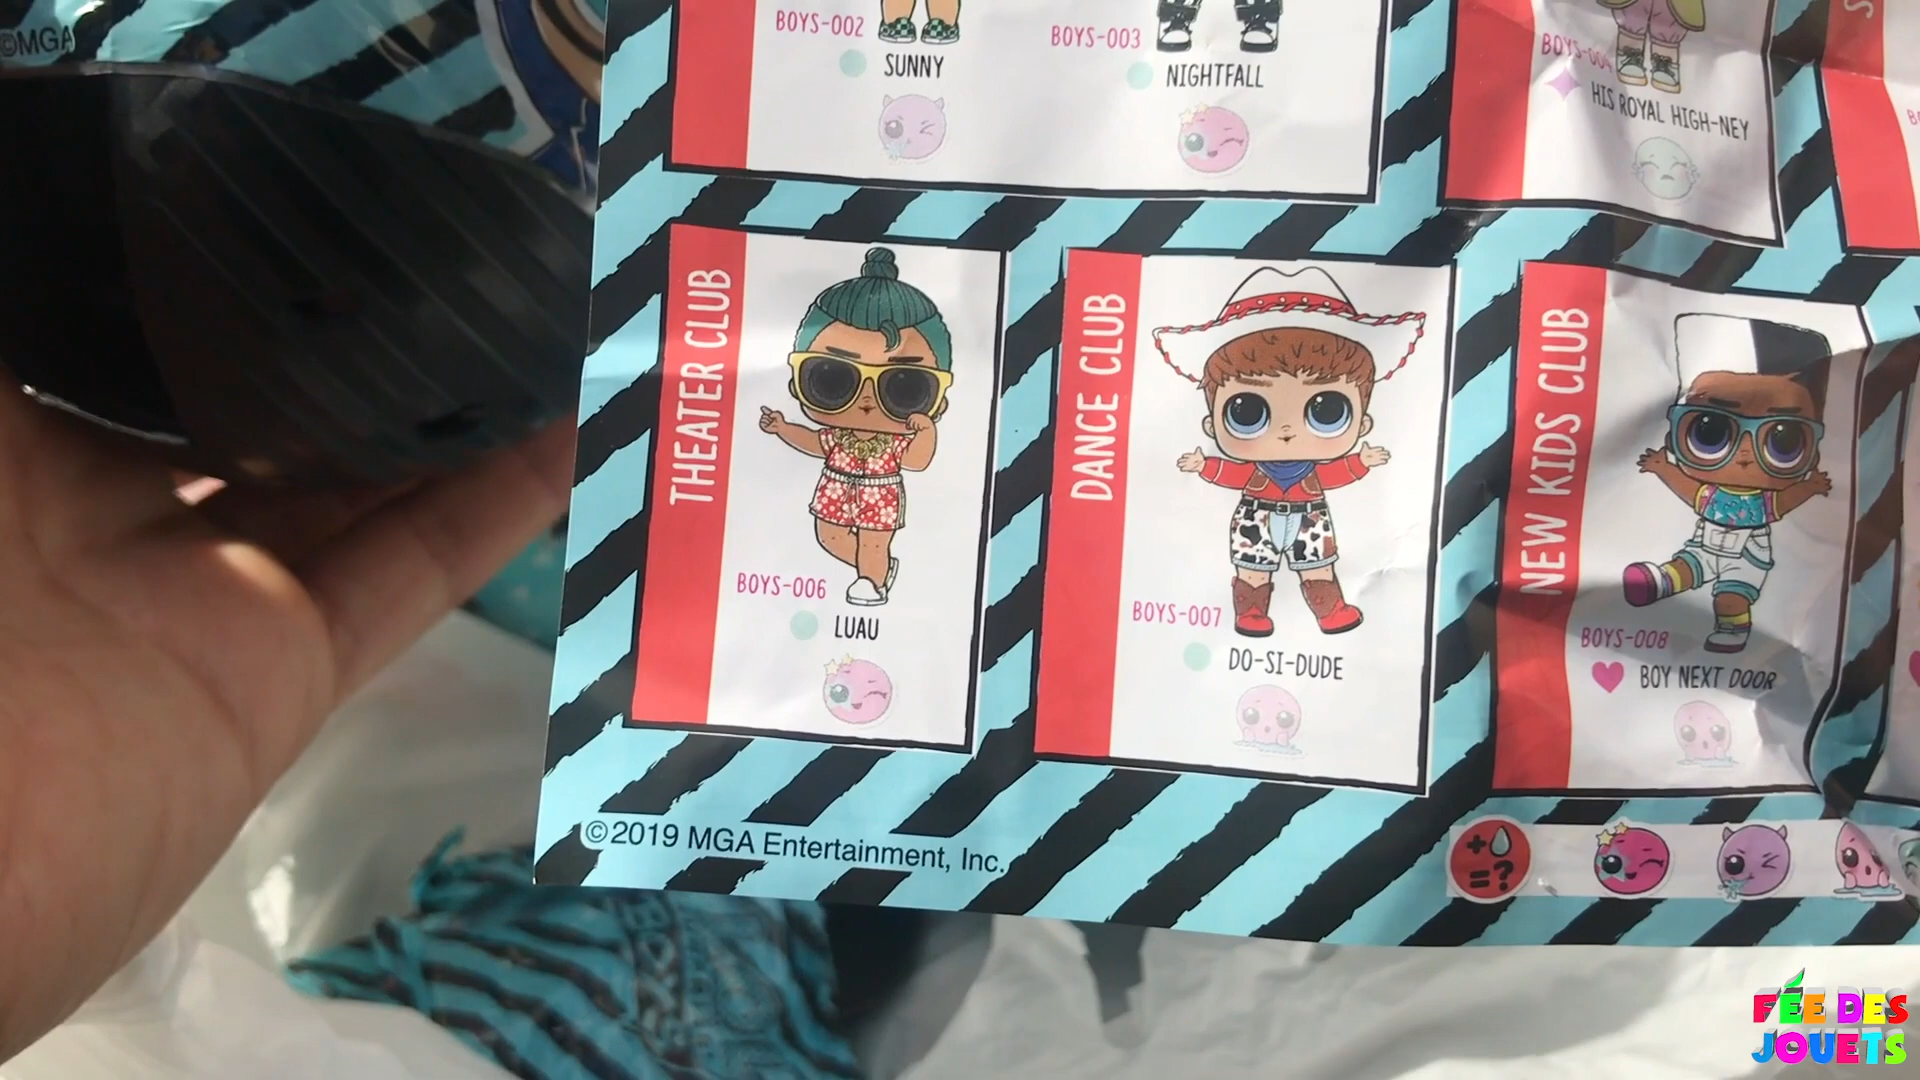 ©MGA
BOYS-002
SUNNY
BOYS-003
NIGHTFALL
BOYS-004
HIS ROYAL HIGH-NEY
THEATER CLUB
BOYS-006
LUAU
DANCE CLUB
BOYS-007
DO-SI-DUDE
NEW KIDS CLUB
BOYS-008
BOY NEXT DOOR
©2019 MGA Entertainment, Inc.
+
=?
FÉE DES
JOUETS